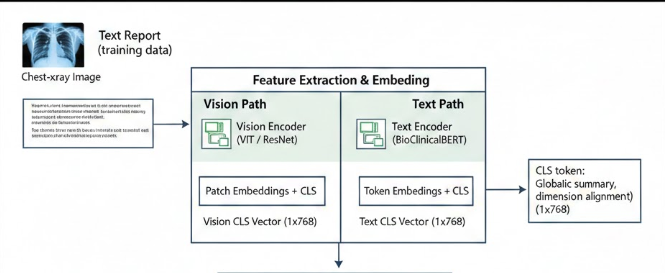 Text Report
(training data)
Chest-xray Image
Feature Extraction & Embeding
Vision Path
Vision Encoder
(VIT / ResNet)
Patch Embeddings + CLS
Vision CLS Vector (1x768)
Text Path
Text Encoder
(BioClinicalBERT)
Token Embedings + CLS
Text CLS Vector (1x768)
CLS token:
Globalic summary,
dimension alignment)
(1x768)